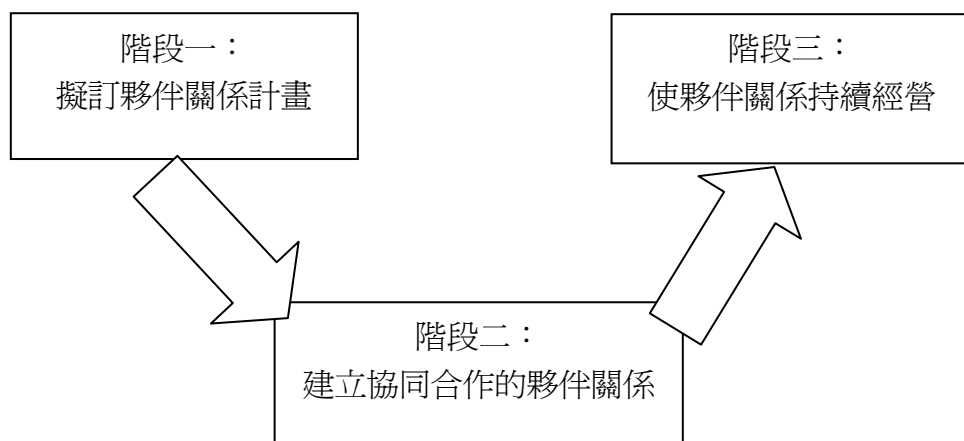 階段一：
擬訂夥伴關係計畫
階段二：
建立協同合作的夥伴關係
階段三：
使夥伴關係持續經營